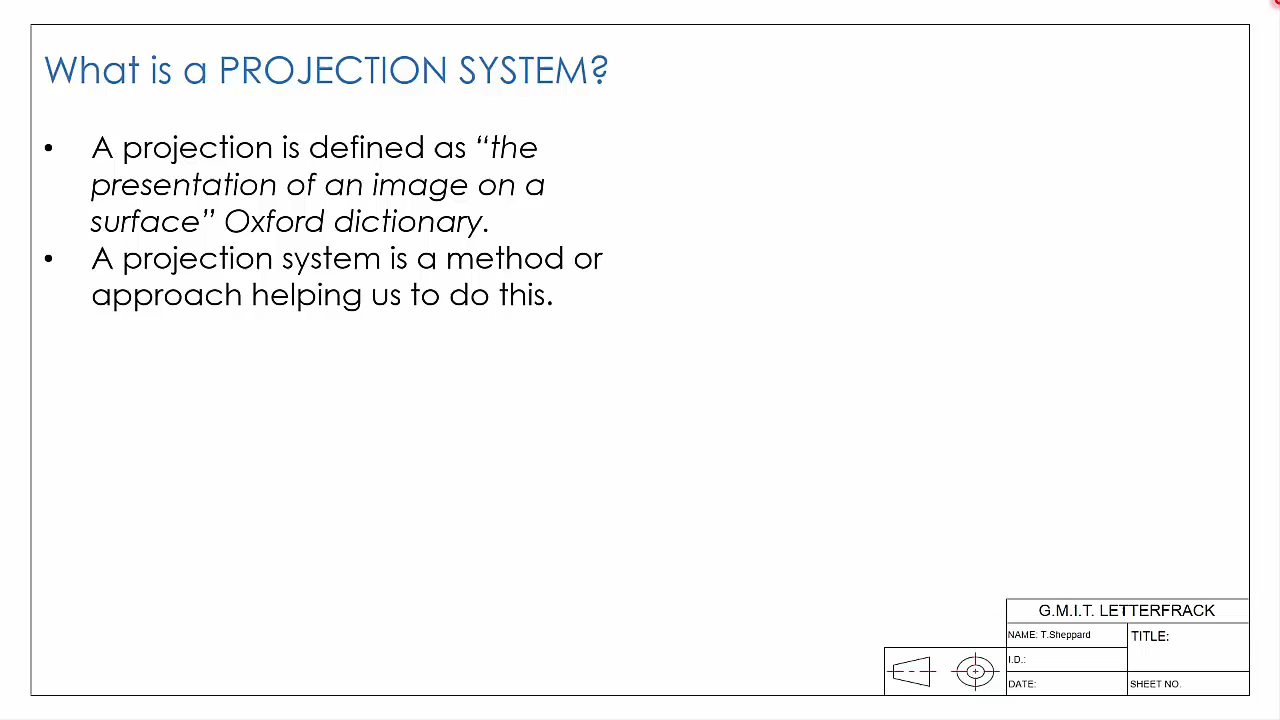 What is a PROJECTION SYSTEM?
• A projection is defined as “the
presentation of an image on a
surface” Oxford dictionary.
• A projection system is a method or
approach helping us to do this.
G.M.I.T. LETTERFRACK
NAME: T.Sheppard
TITLE:
I.D.:
DATE:
SHEET NO.